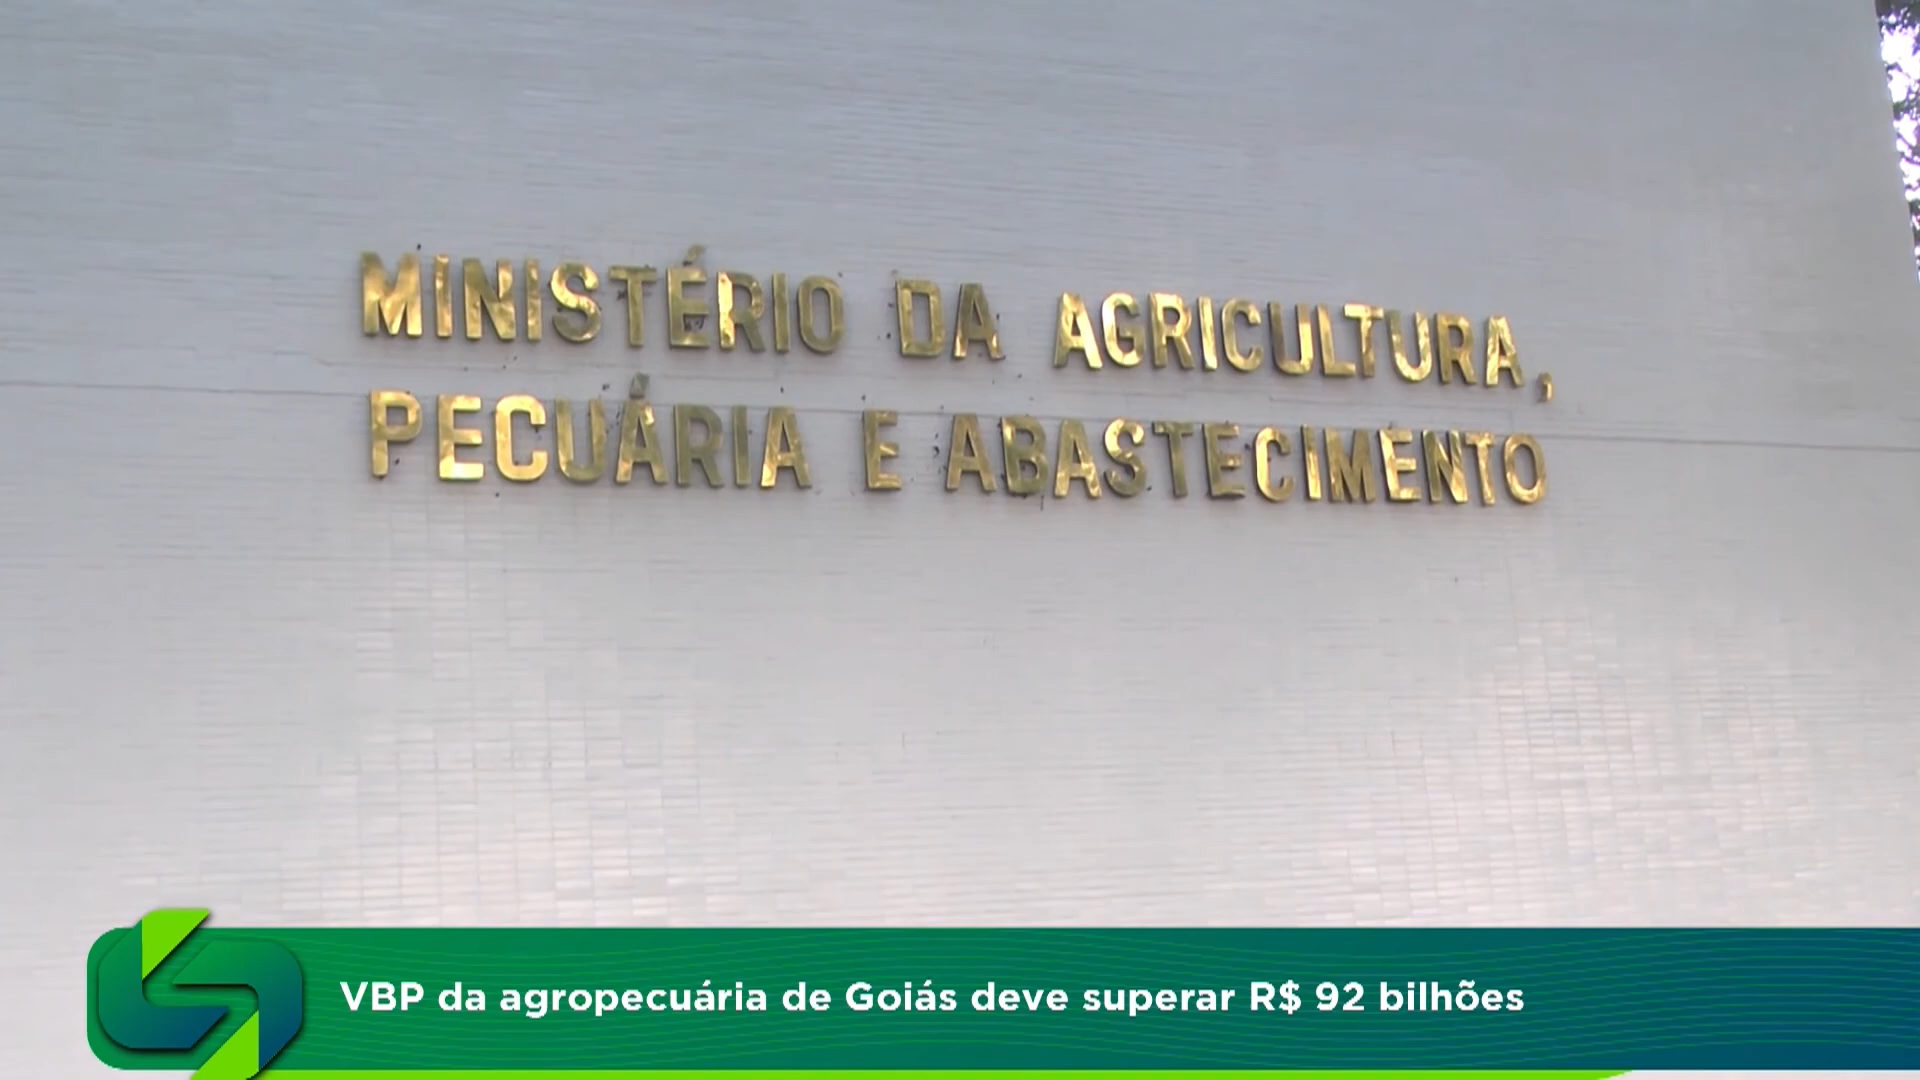 MINISTÉRIO DA AGRICULTURA,
PECUÁRIA E ABASTECIMENTO
VBP da agropecuária de Goiás deve superar R$ 92 bilhões